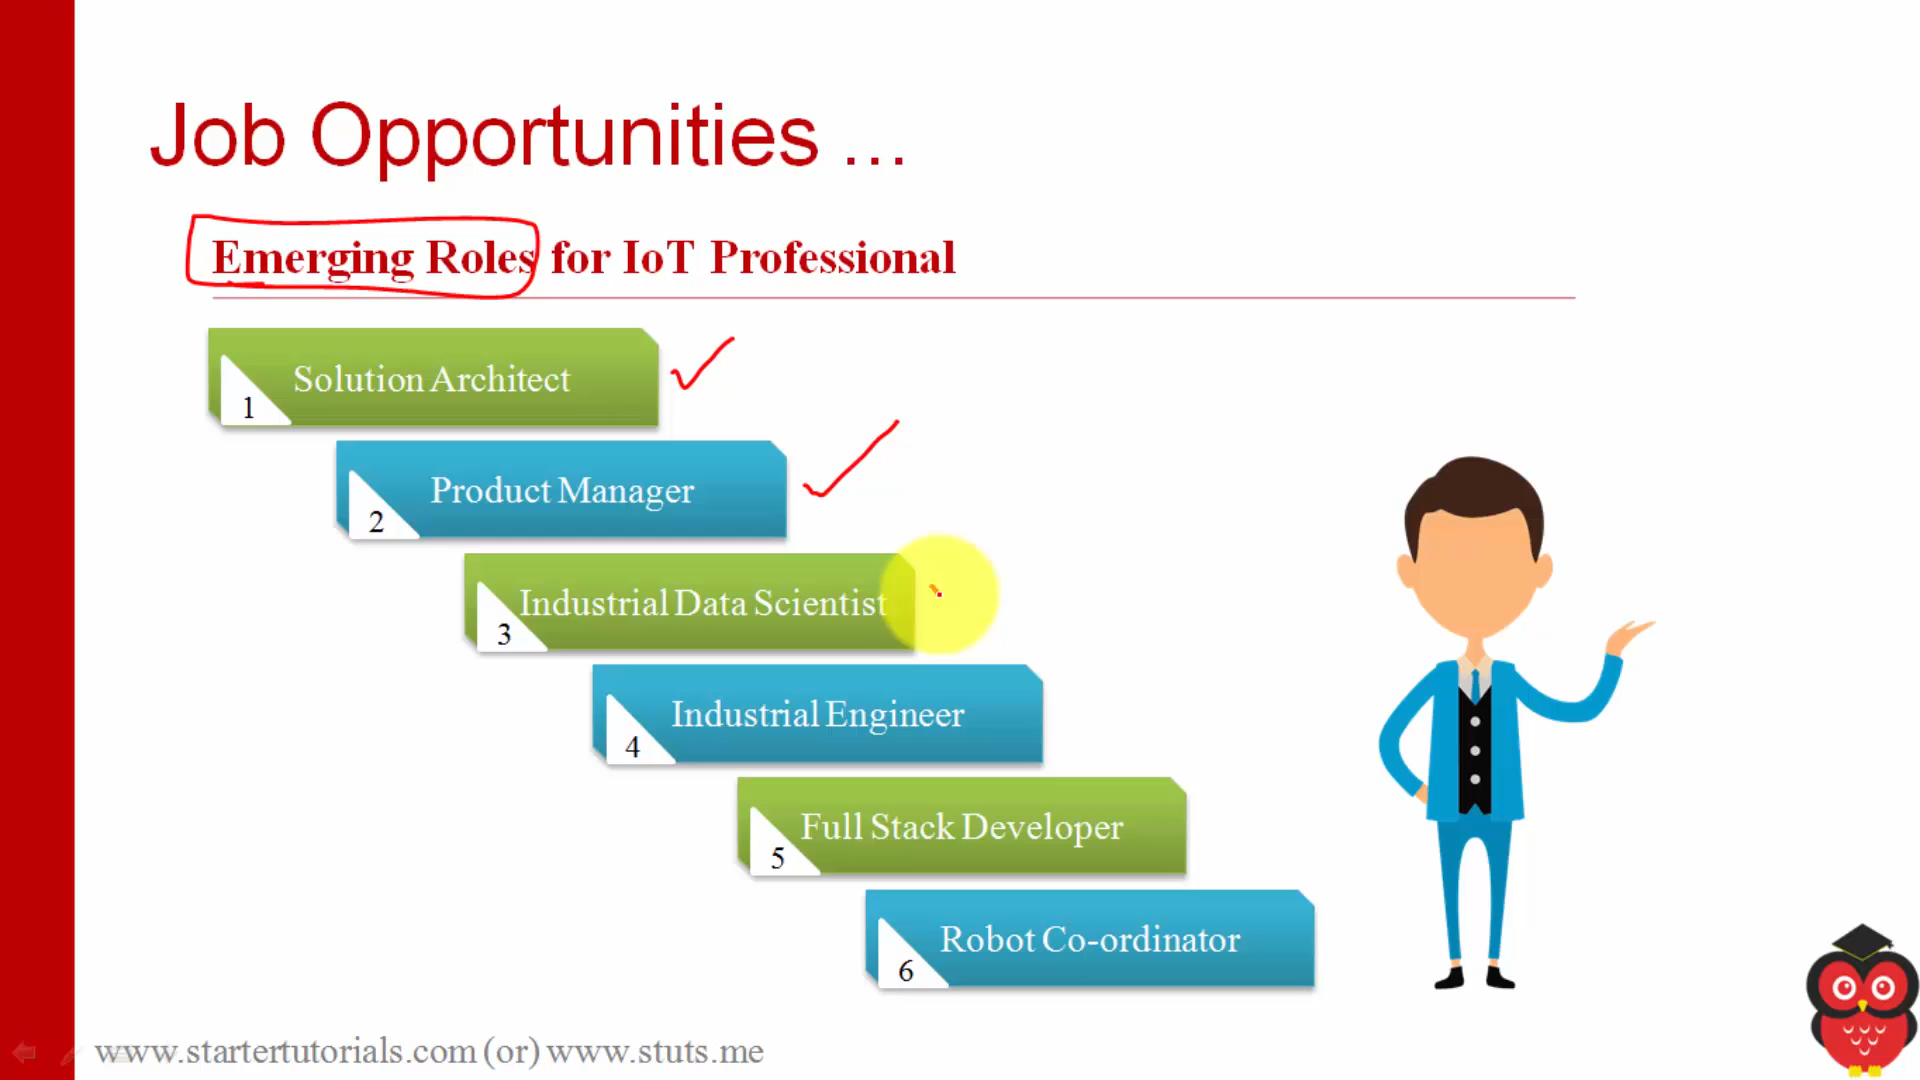 Job Opportunities ...
Emerging Roles for IoT Professional
Solution Architect
1
Product Manager
2
Industrial Data Scientist
3
Industrial Engineer
4
Full Stack Developer
5
Robot Co-ordinator
6
www.startertutorials.com (or) www.stuts.me